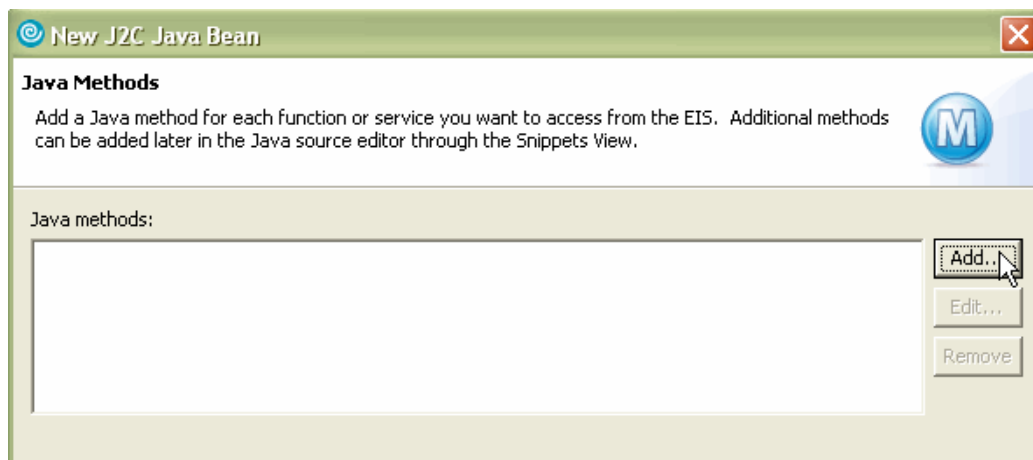 New J2C Java Bean
Java Methods
Add a Java method for each function or service you want to access from the EIS. Additional methods
can be added later in the Java source editor through the Snippets View.
M
Java methods:
Add...
Edit...
Remove